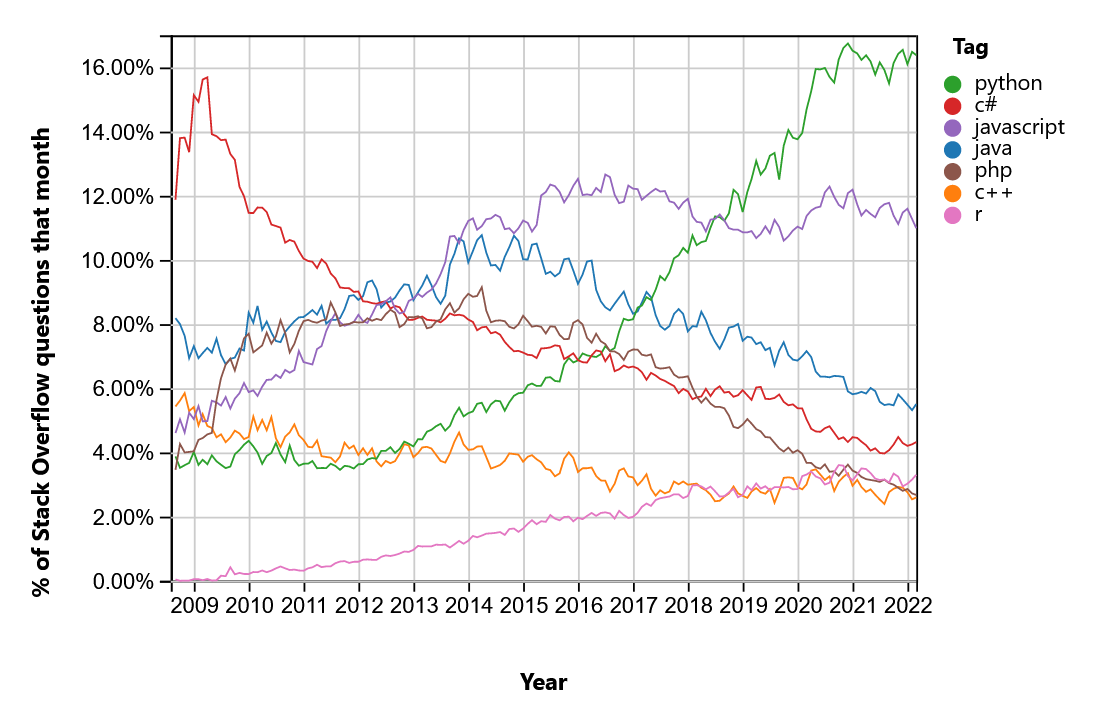 % of Stack Overflow questions that month
16.00%
14.00%
12.00%
10.00%
8.00%
6.00%
4.00%
2.00%
0.00%
2009 2010 2011 2012 2013 2014 2015 2016 2017 2018 2019 2020 2021 2022
Year
Tag
python
c#
javascript
java
php
c++
r